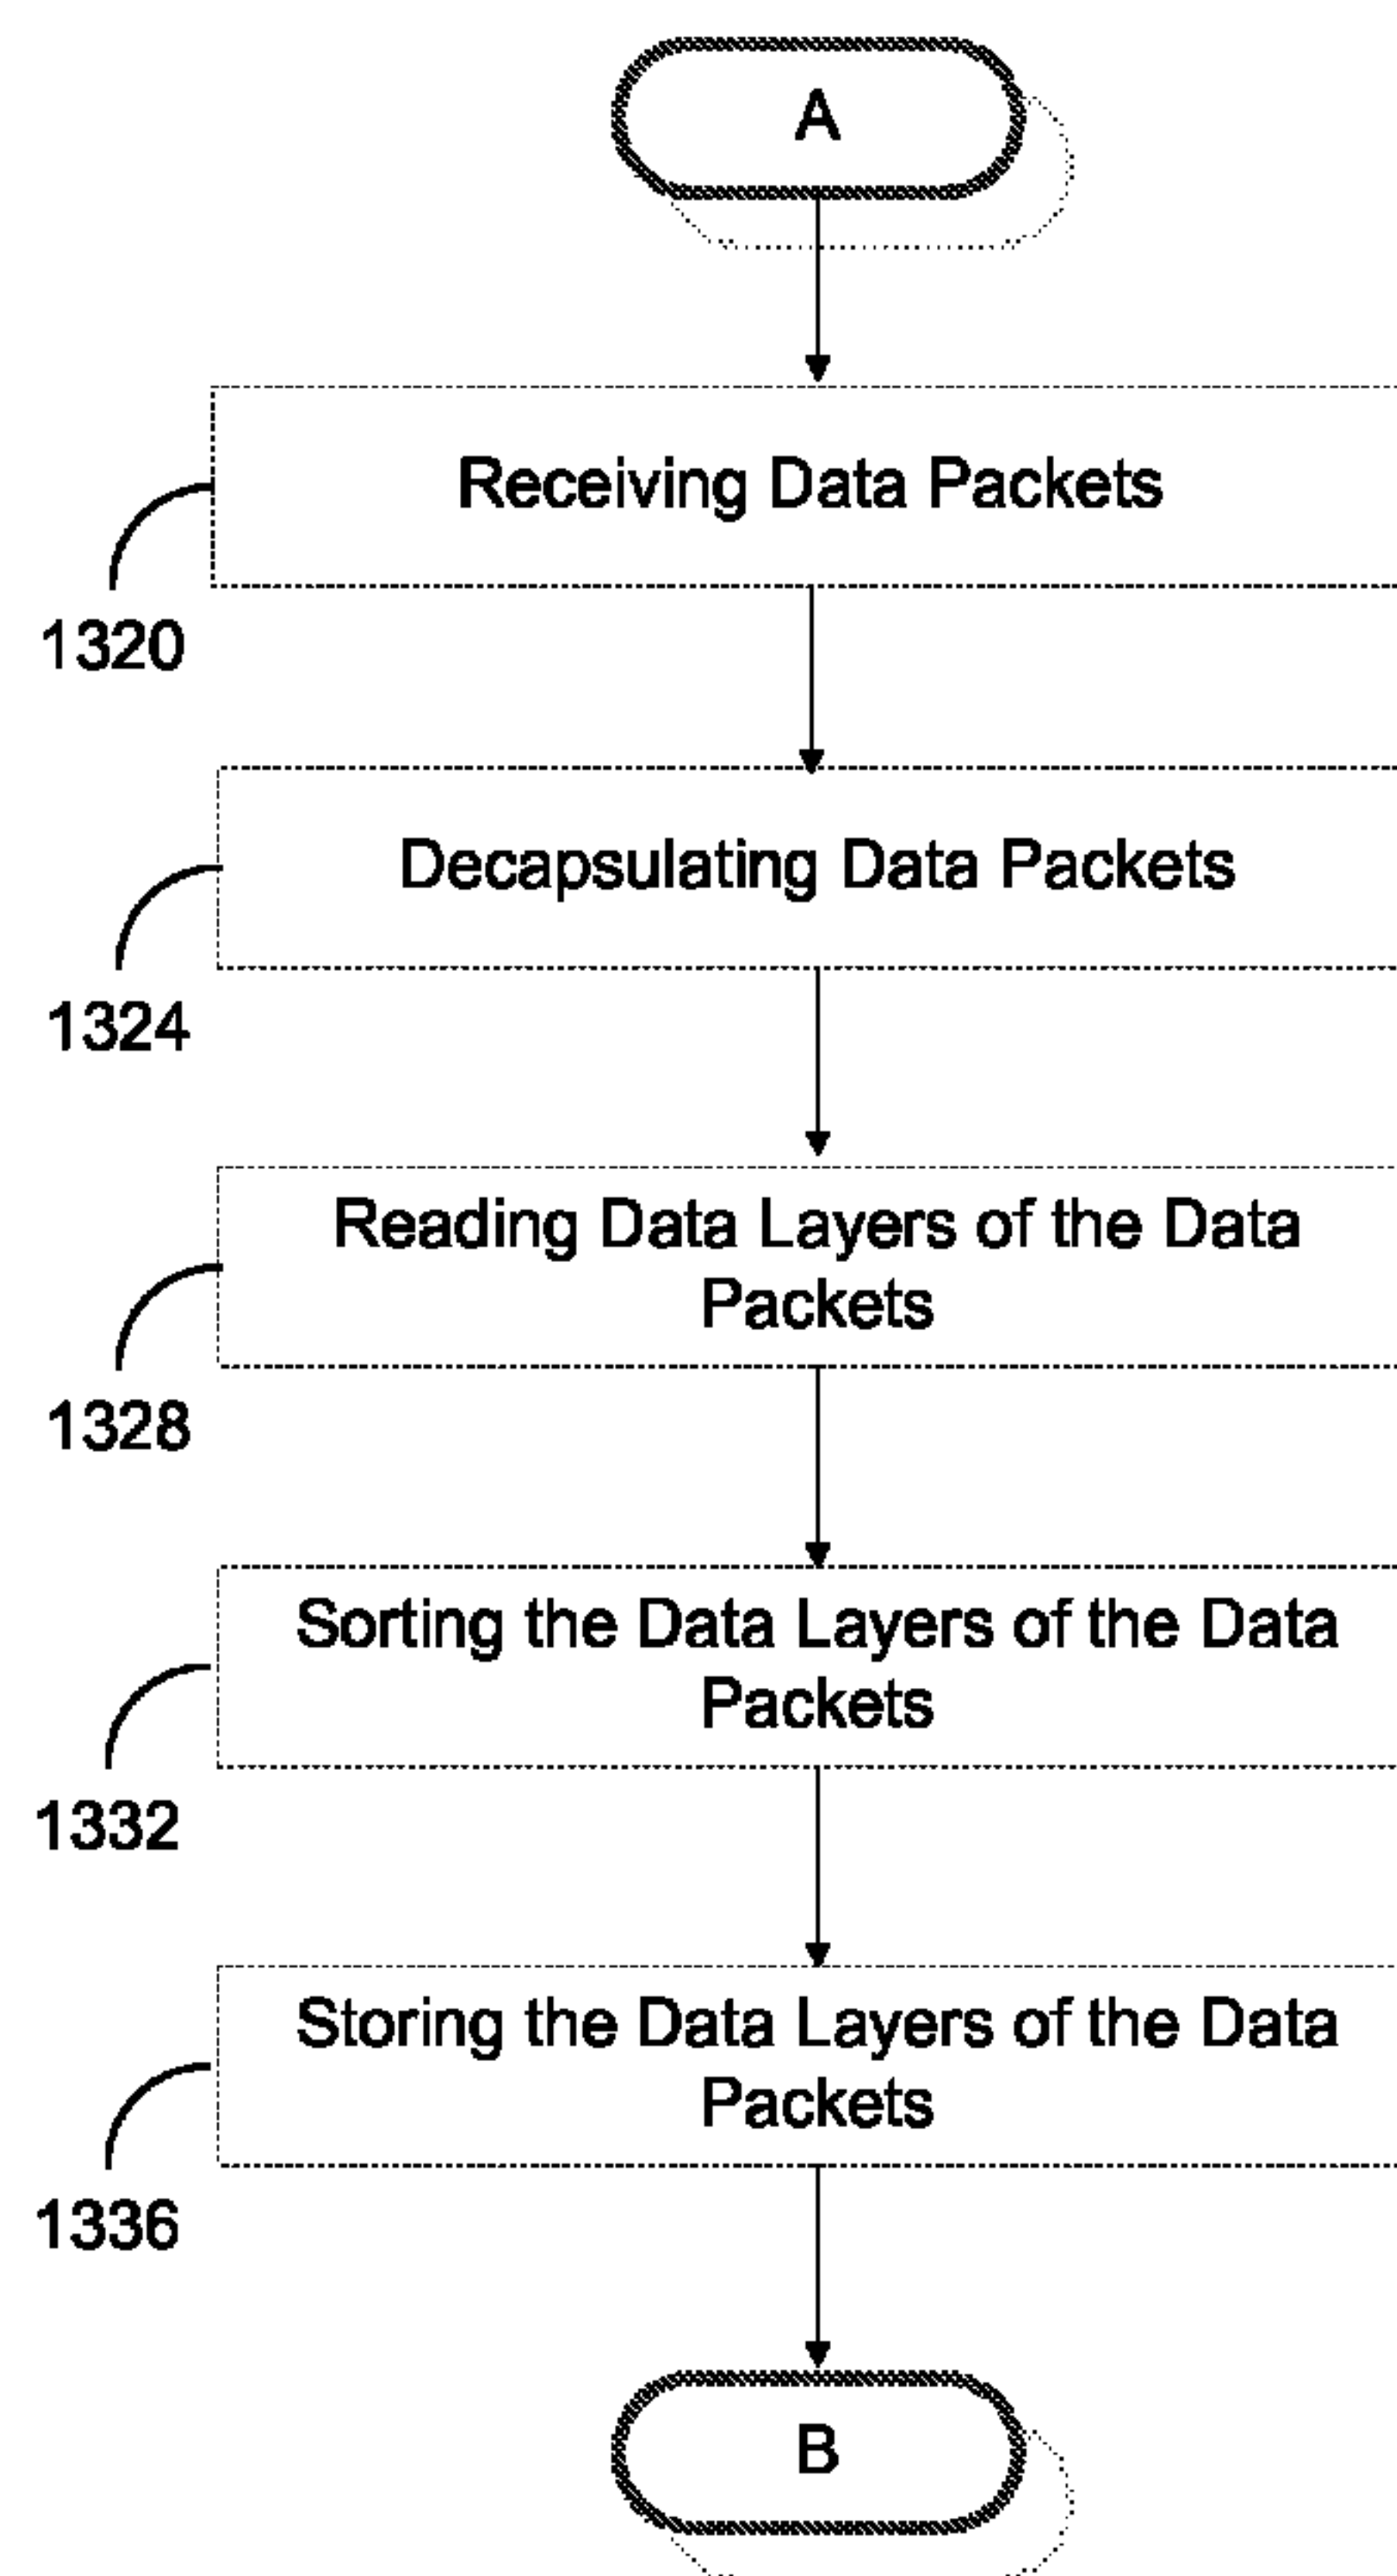 A
Receiving Data Packets
1320
Decapsulating Data Packets
1324
Reading Data Layers of the Data
Packets
1328
Sorting the Data Layers of the Data
Packets
1332
Storing the Data Layers of the Data
Packets
1336
B